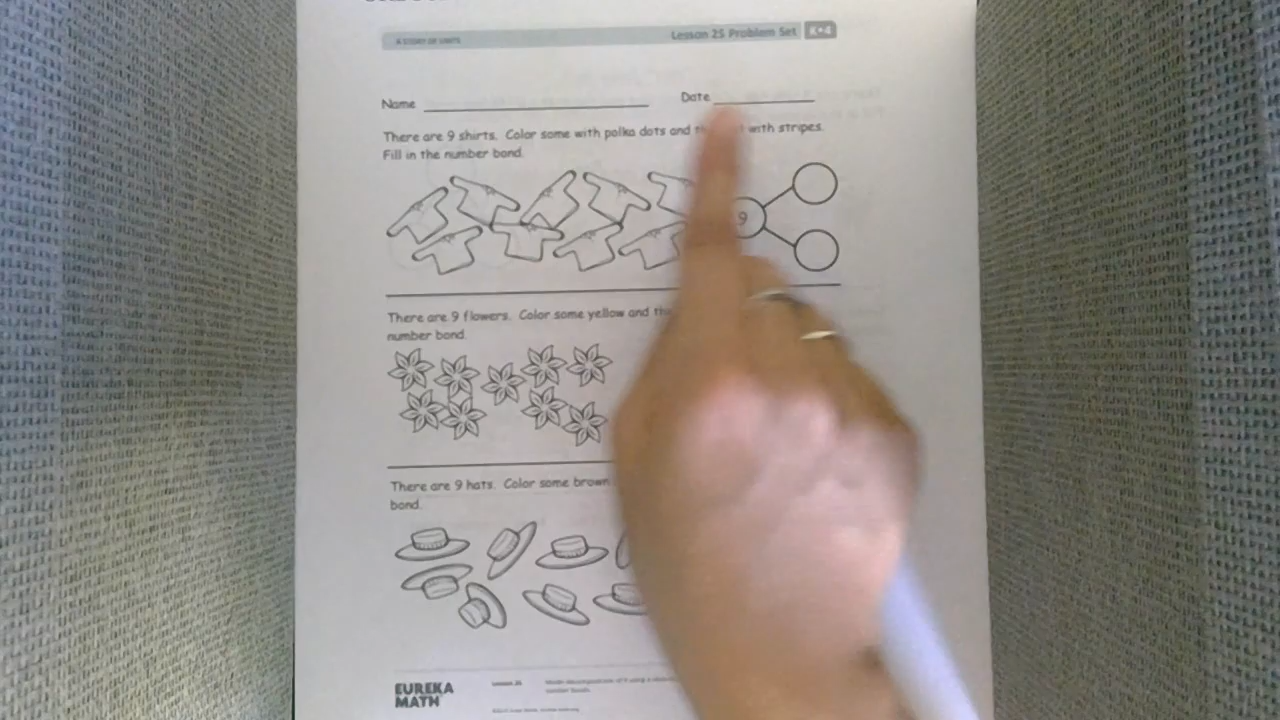 A STORY OF UNITS
Lesson 25 Problem Set K•4
Name Date
There are 9 shirts. Color some with polka dots and with stripes.
Fill in the number bond.
9
There are 9 flowers. Color some yellow and
number bond.
There are 9 hats. Color some brown
bond.
EUREKA
MATH
Lesson 25
number bonds.